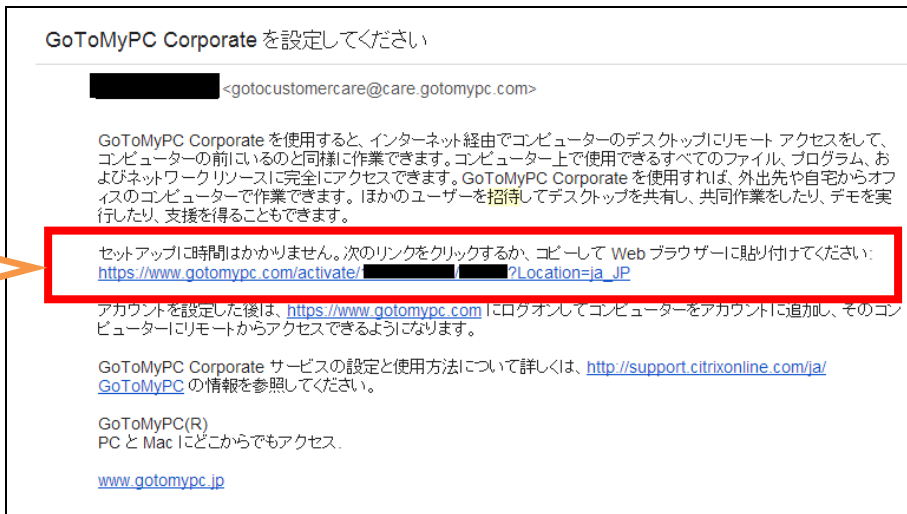 GoToMyPC Corporate を設定してください
<gotocustomercare@care.gotomypc.com>
GoToMyPC Corporate を使用すると、インターネット経由でコンピューターのデスクトップにリモート アクセスをして、
コンピューターの前にいるのと同様に作業できます。コンピューター上で使用できるすべてのファイル、プログラム、お
よびネットワーク リソースに完全にアクセスできます。GoToMyPC Corporate を使用すれば、外出先や自宅からオフ
ィスのコンピューターで作業できます。ほかのユーザーを招待してデスクトップを共有し、共同作業をしたり、デモを実
行したり、支援を得ることもできます。
セットアップに時間はかかりません。次のリンクをクリックするか、コピーして Web ブラウザーに貼り付けてください:
https://www.gotomypc.com/activate/ / ?Location=ja_JP
アカウントを設定した後は、https://www.gotomypc.com にログオンしてコンピューターをアカウントに追加し、そのコン
ピューターにリモートからアクセスできるようになります。
GoToMyPC Corporate サービスの設定と使用方法について詳しくは、http://support.citrixonline.com/ja/
GoToMyPC の情報を参照してください。
GoToMyPC(R)
PC と Mac にどこからでもアクセス.
www.gotomypc.jp